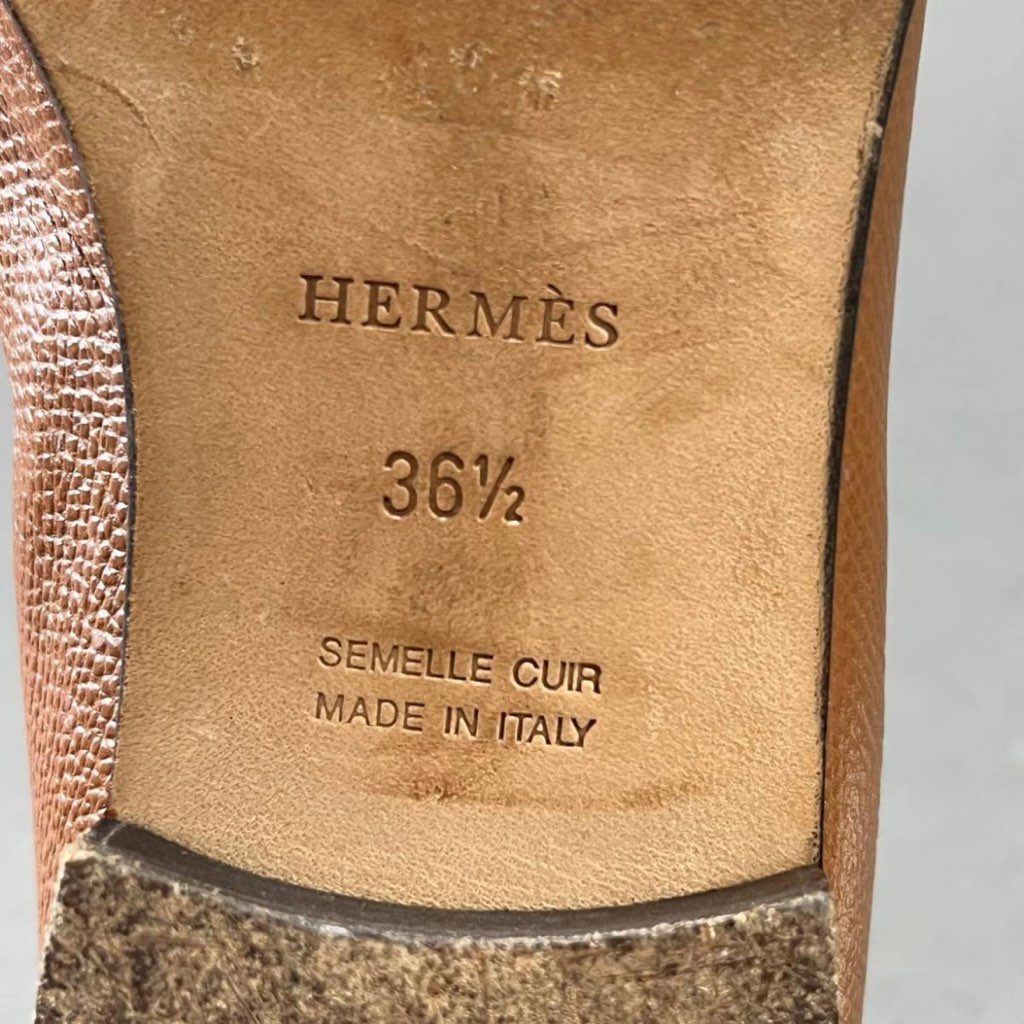 HERMÈS
36½
SEMELLE CUIR
MADE IN ITALY